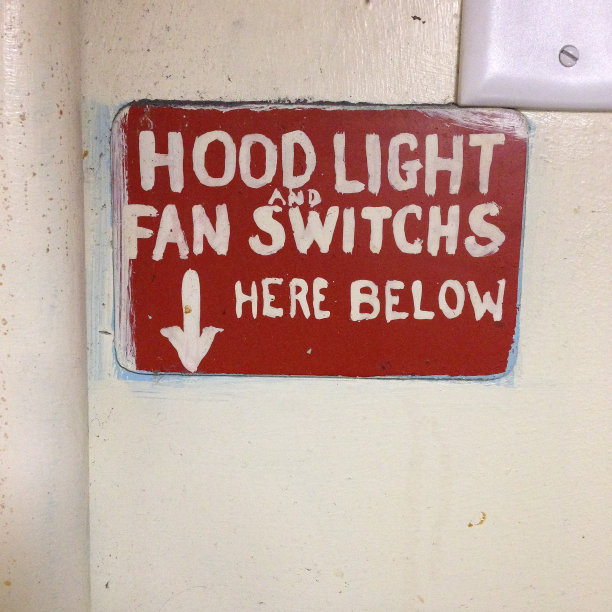 HOOD LIGHT
AND
FAN SWITCHS
HERE BELOW